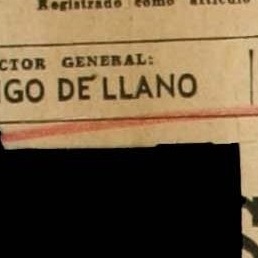 Registrado como artículo
CTOR GENERAL:
GO DE LLANO